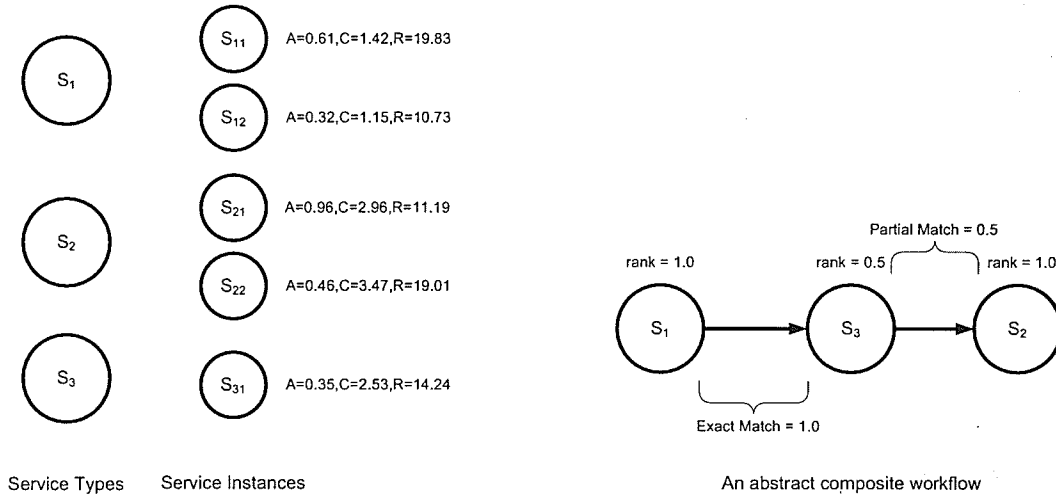 S1
S2
S3
S11 A=0.61,C=1.42,R=19.83
S12 A=0.32,C=1.15,R=10.73
S21 A=0.96,C=2.96,R=11.19
S22 A=0.46,C=3.47,R=19.01
S31 A=0.35,C=2.53,R=14.24
Service Types
Service Instances
Partial Match = 0.5
rank = 1.0
rank = 0.5
rank = 1.0
S1
S3
S2
Exact Match = 1.0
An abstract composite workflow